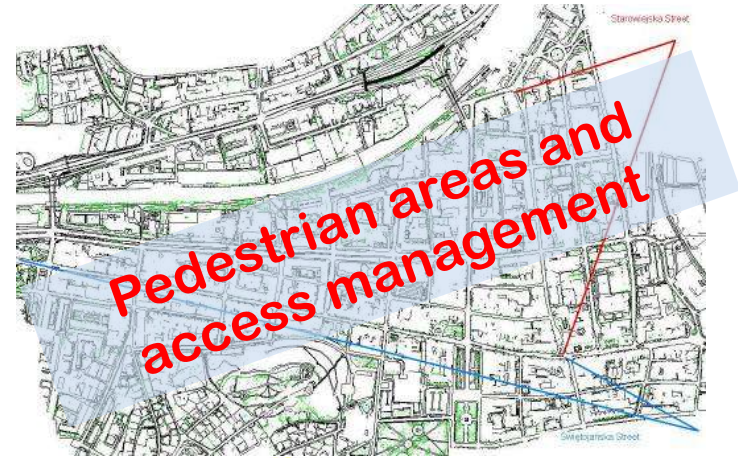 Starowiejska Street
Pedestrian areas and
access management
Świętojańska Street